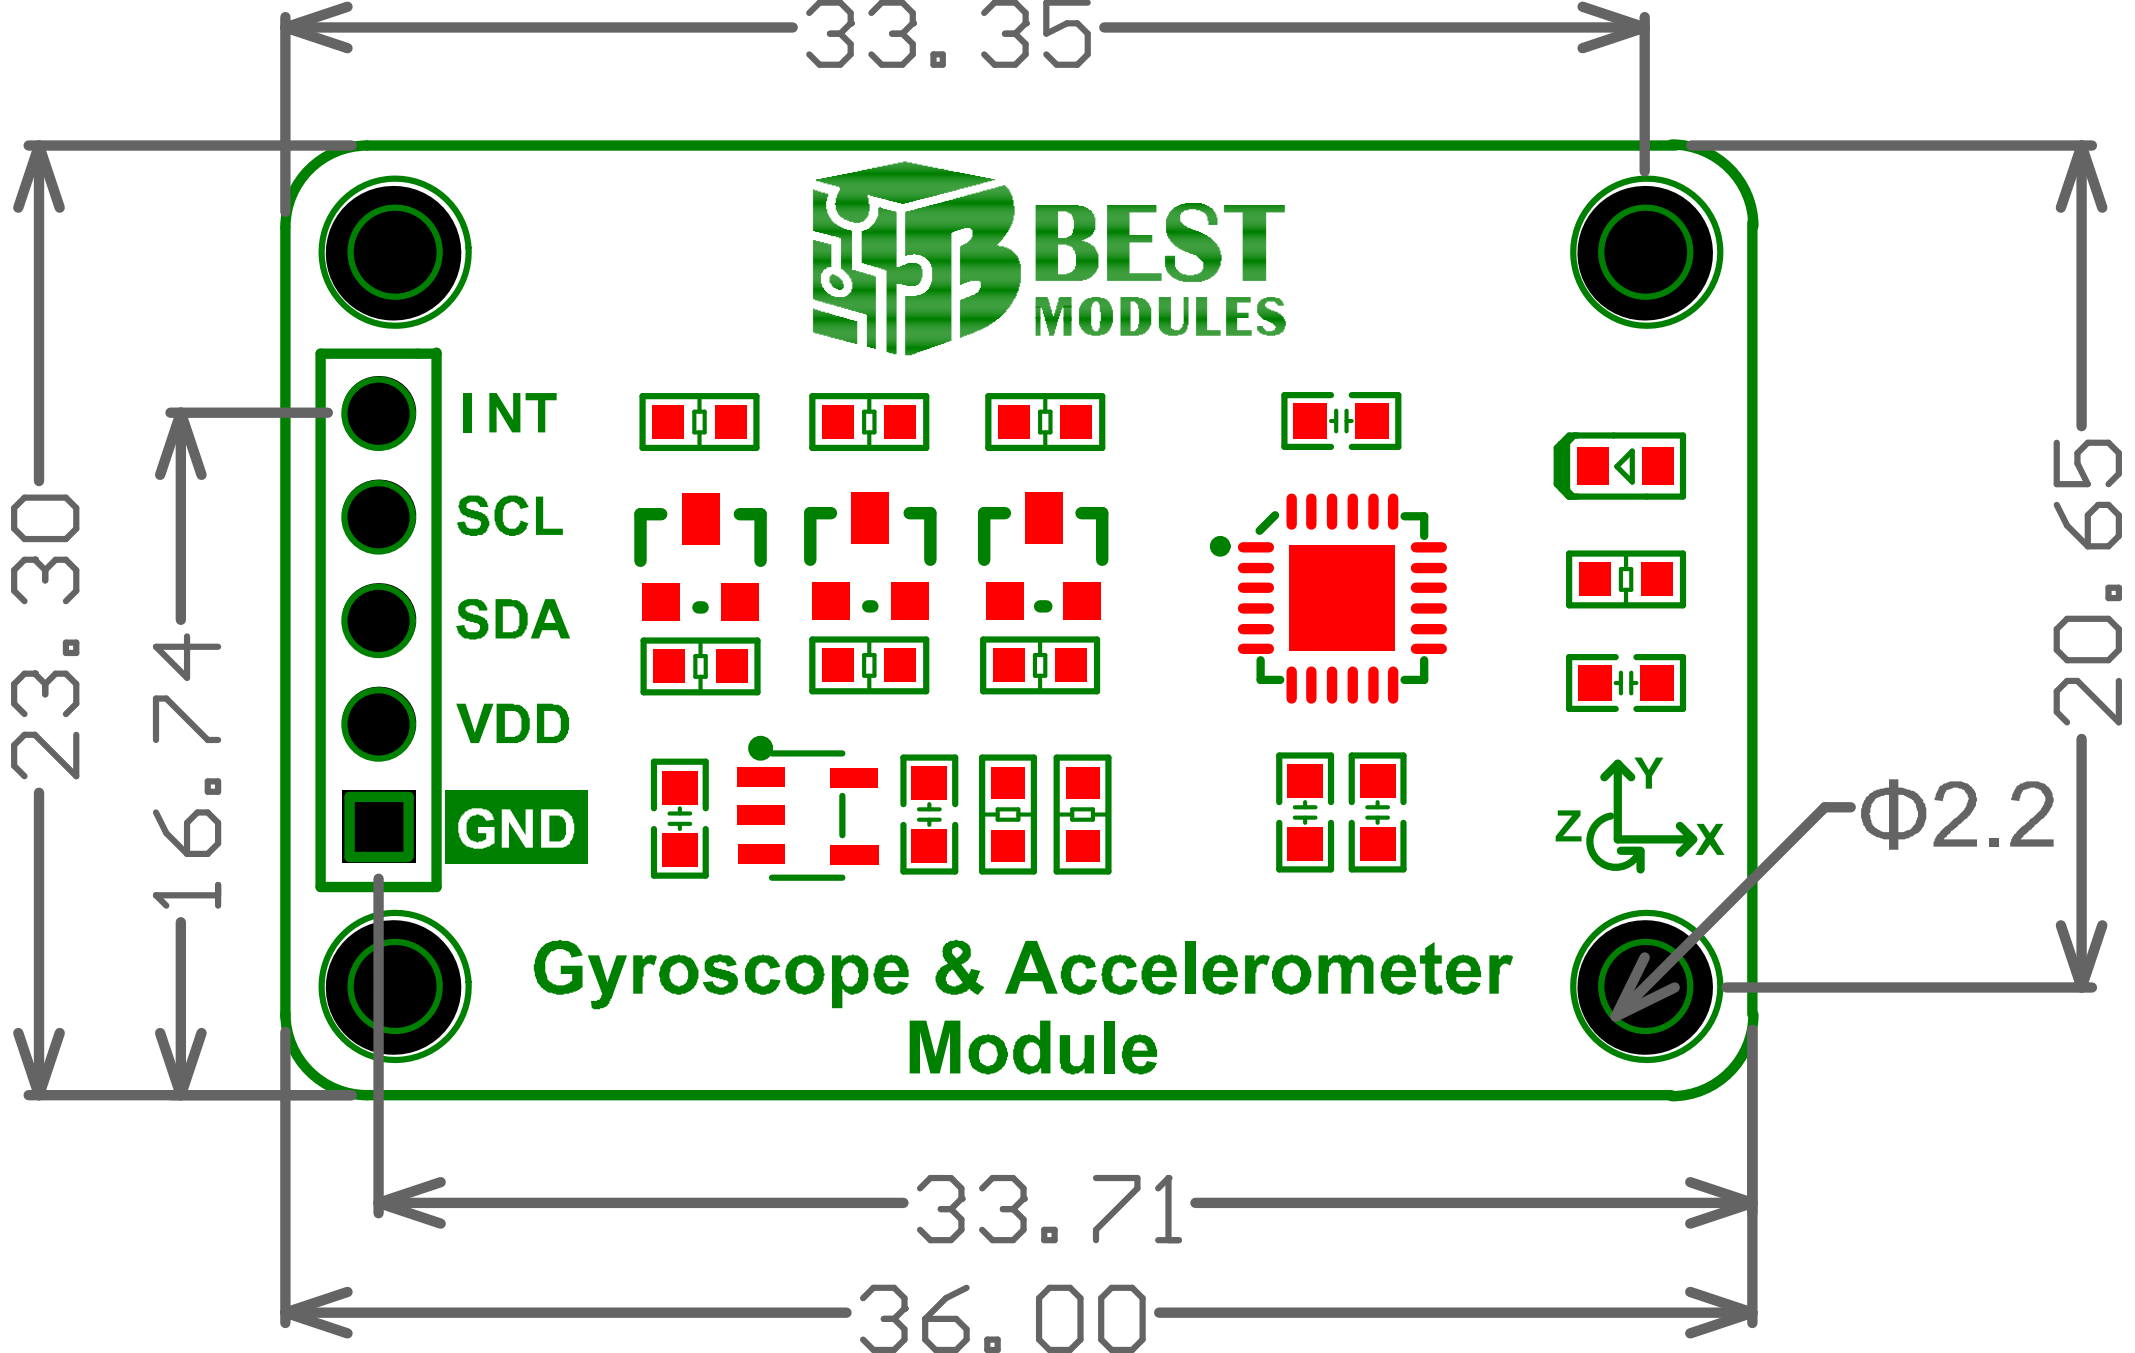 33.35
BEST
MODULES
INT
SCL
SDA
VDD
GND
23.30
16.74
20.65
Y
Z
X
Φ2.2
Gyroscope & Accelerometer
Module
33.71
36.00